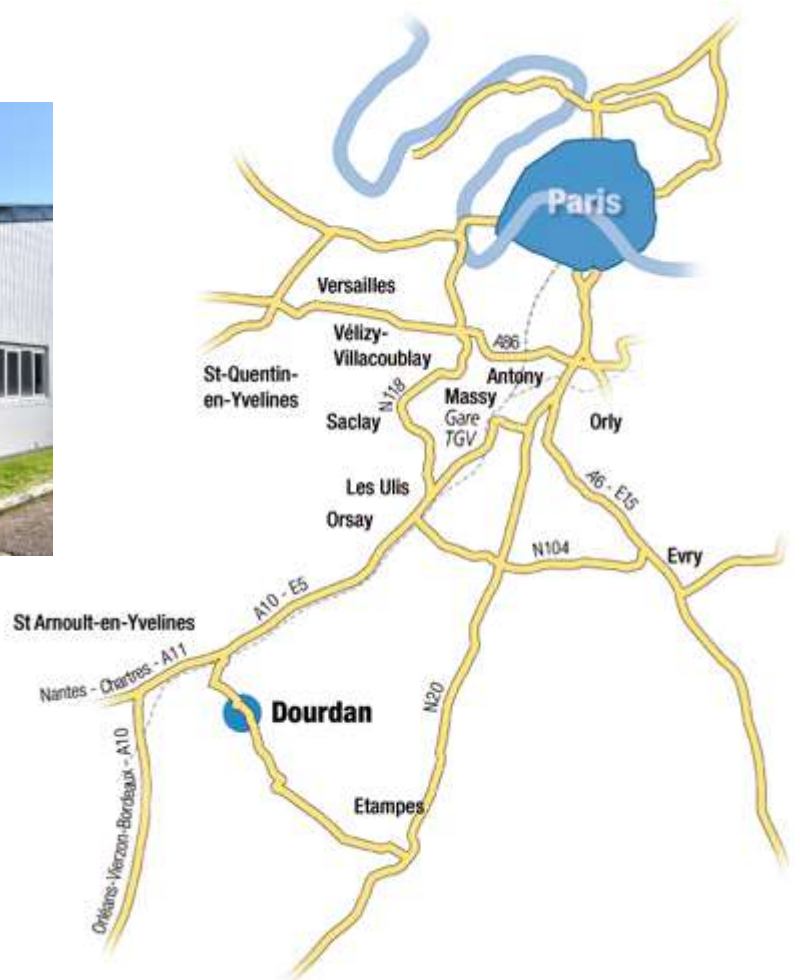 Paris
Versailles
Vélizy-
Villacoublay
A86
St-Quentin-
en-Yvelines
N118
Antony
Massy
Gare
TGV
Saclay
Orly
Les Ulis
Orsay
A6 - E15
N104
Evry
A10 - E5
St Arnoult-en-Yvelines
Nantes - Chartres - A11
Dourdan
N20
Orléans-Vierzon-Bordeaux - A10
Etampes